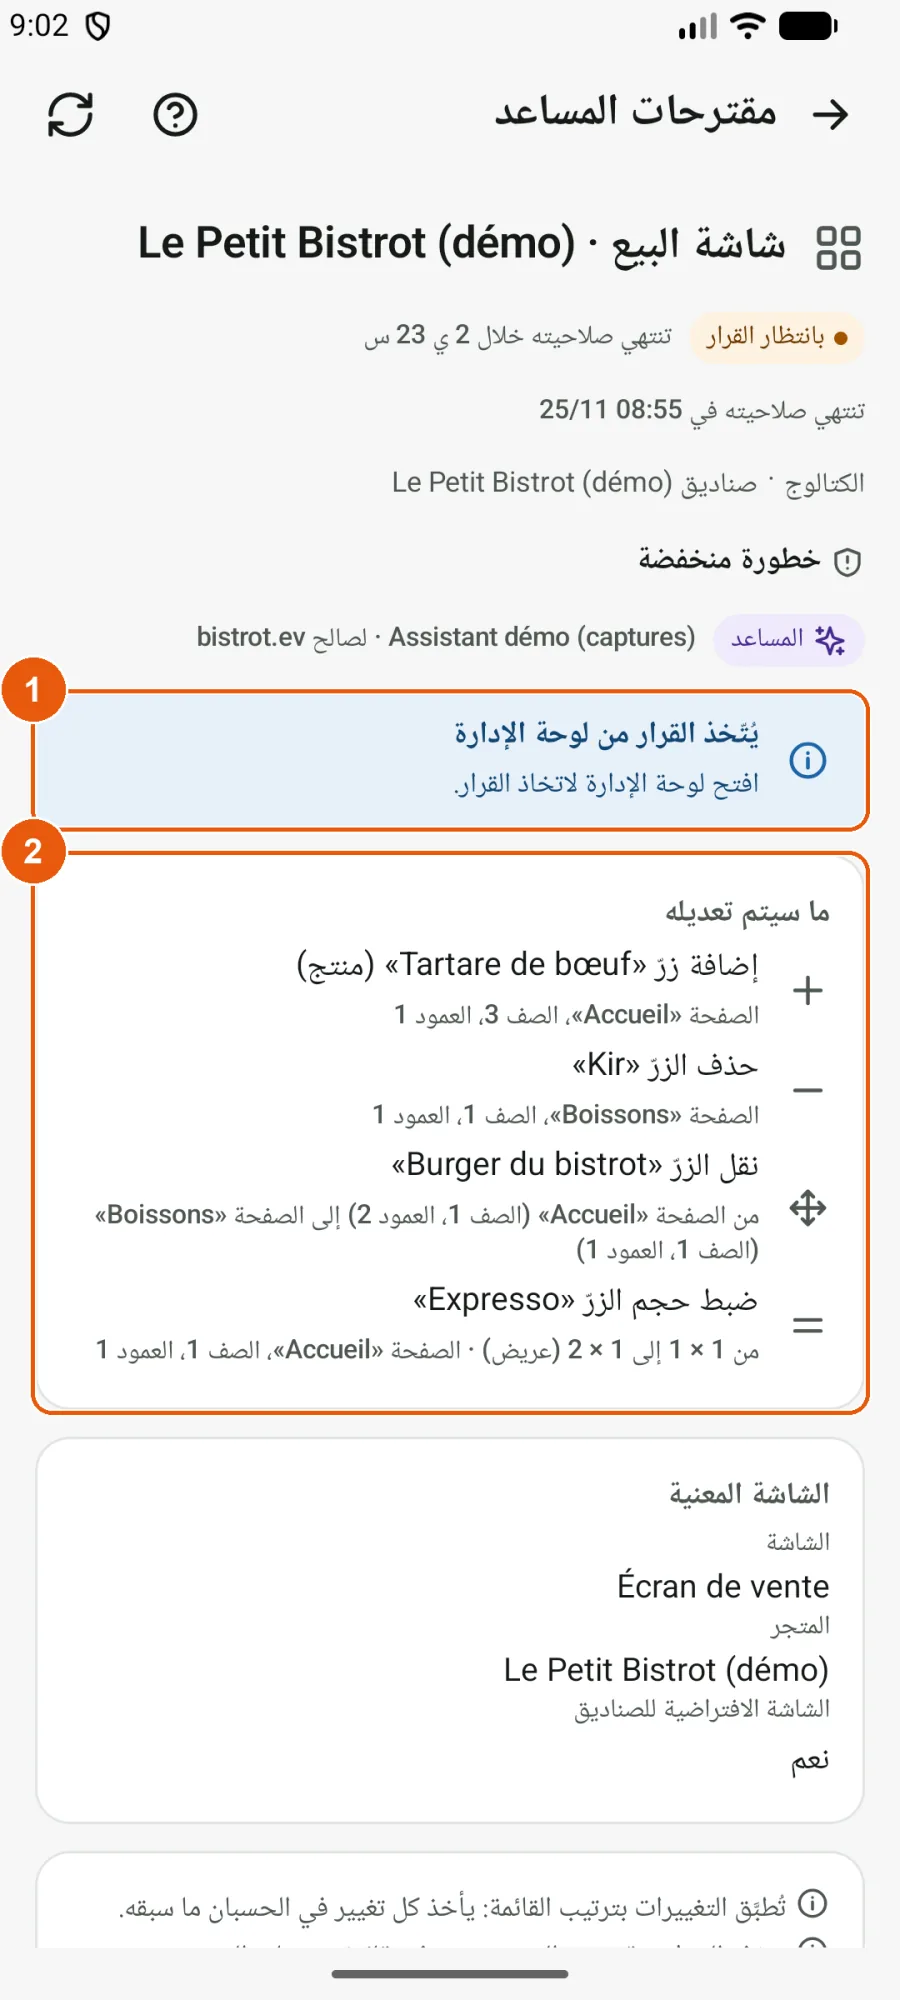 9:02
مقترحات المساعد
شاشة البيع · Le Petit Bistrot (démo)
بانتظار القرار
تنتهي صلاحيته خلال 2 ي 23 س
تنتهي صلاحيته في 25/11 08:55
الكتالوج · صناديق Le Petit Bistrot (démo)
خطورة منخفضة
المساعد
Assistant démo (captures) · لصالح bistrot.ev
1
يُتّخذ القرار من لوحة الإدارة
افتح لوحة الإدارة لاتخاذ القرار.
2
ما سيتم تعديله
إضافة زرّ «Tartare de bœuf» (منتج)
الصفحة «Accueil»، الصف 3، العمود 1
حذف الزرّ «Kir»
الصفحة «Boissons»، الصف 1، العمود 1
نقل الزرّ «Burger du bistrot»
من الصفحة «Accueil» (الصف 1، العمود 2) إلى الصفحة «Boissons»
(الصف 1، العمود 1)
ضبط حجم الزرّ «Expresso»
من 1 × 1 إلى 1 × 2 (عريض) · الصفحة «Accueil»، الصف 1، العمود 1
الشاشة المعنية
الشاشة
Écran de vente
المتجر
Le Petit Bistrot (démo)
الشاشة الافتراضية للصناديق
نعم
تُطبَّق التغييرات بترتيب القائمة: يأخذ كل تغيير في الحسبان ما سبقه.